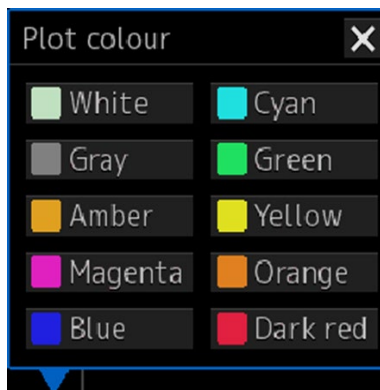 Plot colour
White Cyan
Gray Green
Amber Yellow
Magenta Orange
Blue Dark red